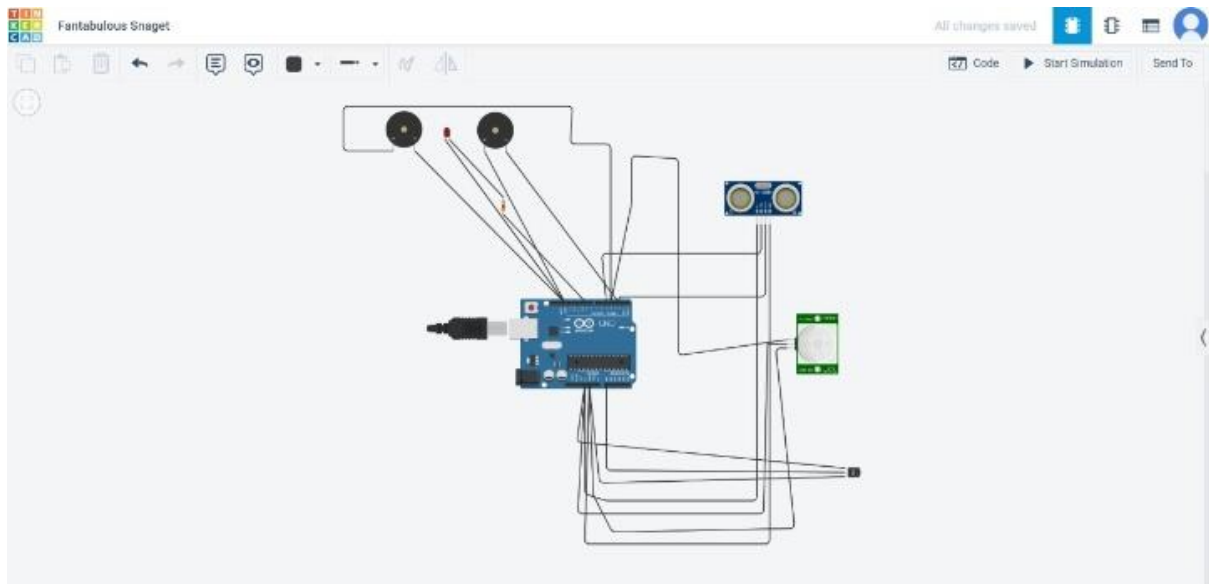 TIN
KER
CAD
Fantabulous Snaget
All changes saved
Code
Start Simulation
Send To
UNO